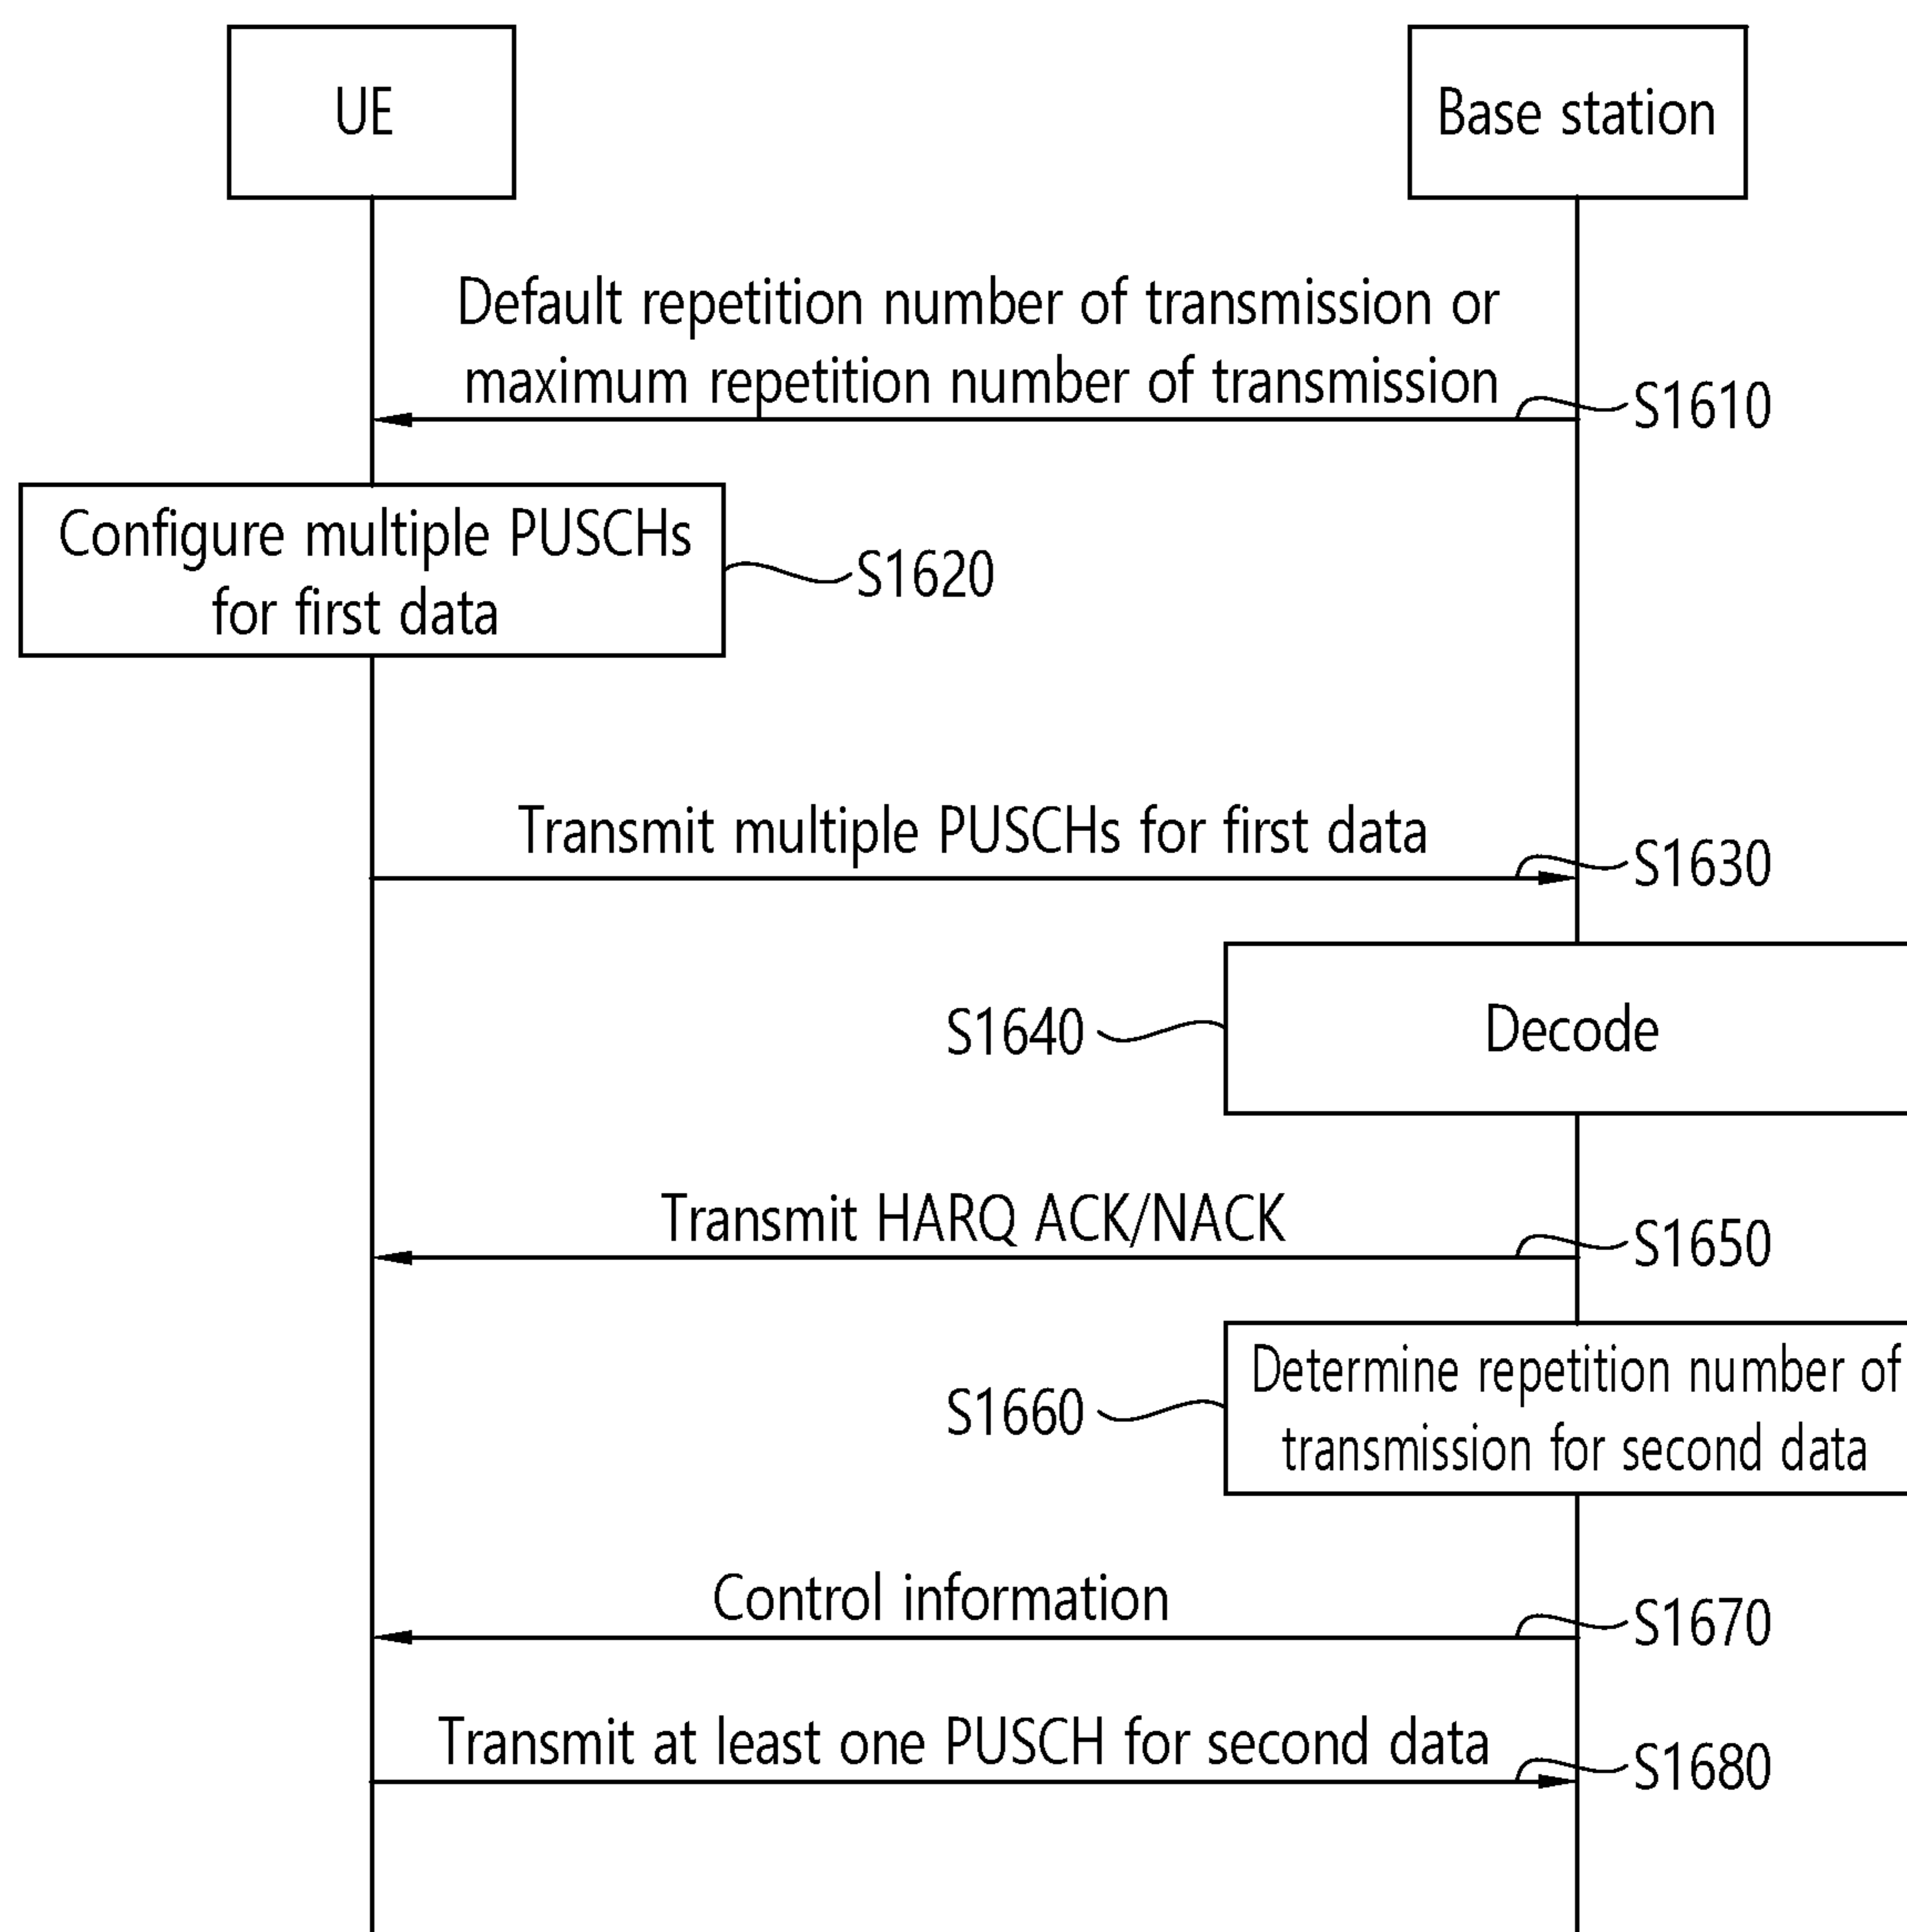 UE
Base station
Default repetition number of transmission or
maximum repetition number of transmission
S1610
Configure multiple PUSCHs
for first data
S1620
Transmit multiple PUSCHs for first data
S1630
Decode
S1640
Transmit HARQ ACK/NACK
S1650
Determine repetition number of
transmission for second data
S1660
Control information
S1670
Transmit at least one PUSCH for second data
S1680